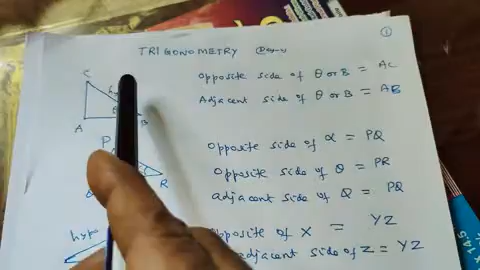 ①
TRIGONOMETRY
C
Opposite side of θ or B = AC
Adjacent side of θ or B = AB
A B
P
Opposite side of α = PQ
Opposite side of Q = PR
R
adjacent side of Q = PQ
hypo
opposite of X = YZ
adjacent side of Z = YZ